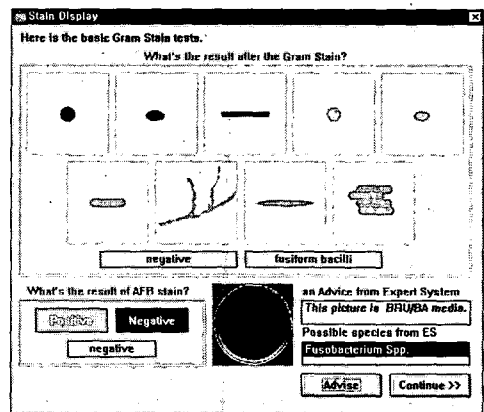 Stain Display
Here is the basic Gram Stain tests.
What's the result after the Gram Stain?
negative
fusiform bacilli
What's the result of AFB stain?
Positive
Negative
negative
an Advice from Expert System
This picture is BRU/BA media.
Possible species from ES
Fusobacterium Spp.
Advise
Continue >>